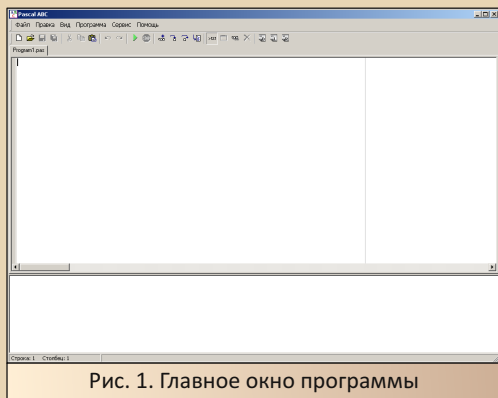 Pascal ABC
Файл Правка Вид Программа Сервис Помощь
Program1.pas
Строка: 1 Столбец: 1
Рис. 1. Главное окно программы